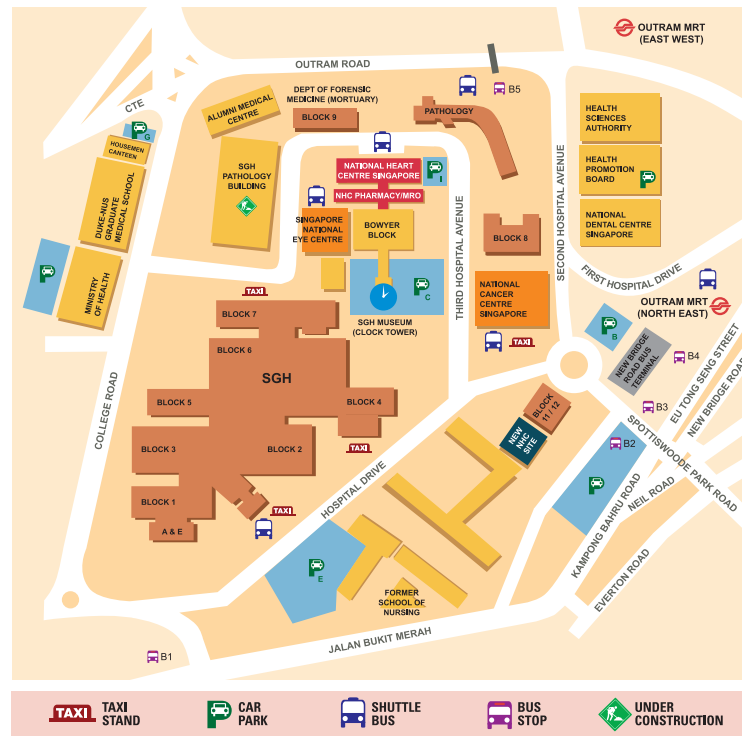 OUTRAM MRT
(EAST WEST)
OUTRAM ROAD
CTE
B5
DEPT OF FORENSIC
MEDICINE (MORTUARY)
ALUMNI MEDICAL
CENTRE
BLOCK 9
PATHOLOGY
HEALTH
SCIENCES
AUTHORITY
G
HOUSEMEN
CANTEEN
SGH
PATHOLOGY
BUILDING
NATIONAL HEART
CENTRE SINGAPORE
I
NHC PHARMACY/MRO
HEALTH
PROMOTION
BOARD
DUKE-NUS
GRADUATE
MEDICAL SCHOOL
SINGAPORE
NATIONAL
EYE CENTRE
BOWYER
BLOCK
THIRD HOSPITAL AVENUE
BLOCK 8
SECOND HOSPITAL AVENUE
NATIONAL
DENTAL CENTRE
SINGAPORE
FIRST HOSPITAL DRIVE
MINISTRY
OF HEALTH
TAXI
C
NATIONAL
CANCER
CENTRE
SINGAPORE
OUTRAM MRT
(NORTH EAST)
BLOCK 7
SGH MUSEUM
(CLOCK TOWER)
TAXI
B
NEW BRIDGE
ROAD BUS
TERMINAL
B4
EU TONG SENG STREET
NEW BRIDGE ROAD
BLOCK 6
SGH
COLLEGE ROAD
BLOCK 5
BLOCK 4
BLOCK
11 / 12
B3
SPOTTISWOODE PARK ROAD
BLOCK 3
BLOCK 2
TAXI
NEW
NHC
SITE
B2
HOSPITAL DRIVE
BLOCK 1
TAXI
A & E
KAMPONG BAHRU ROAD
NEIL ROAD
EVERTON ROAD
E
FORMER
SCHOOL OF
NURSING
JALAN BUKIT MERAH
B1
TAXI
TAXI
STAND
CAR
PARK
SHUTTLE
BUS
BUS
STOP
UNDER
CONSTRUCTION